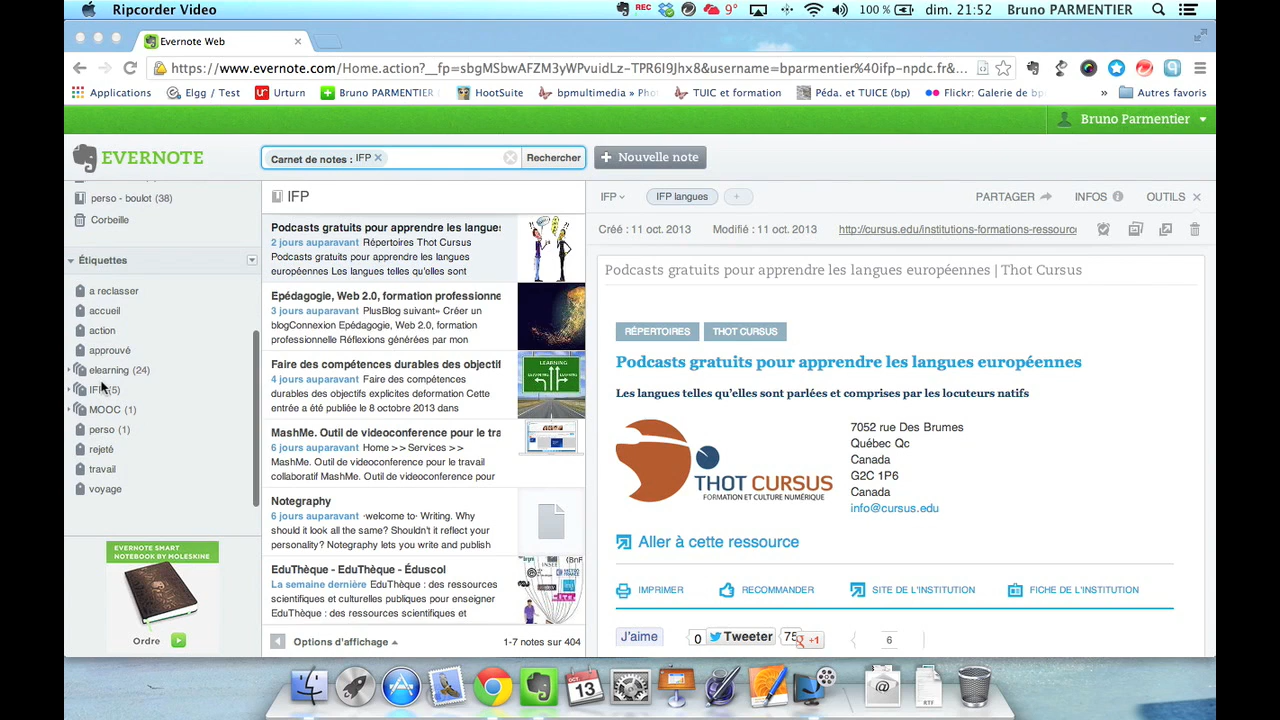 Ripcorder Video
REC
9°
100 %
dim. 21:52
Bruno PARMENTIER
Evernote Web
https://www.evernote.com/Home.action?__fp=sbgMSbwAFZM3yWPvuidLz-TPR6I9Jhx8&username=bparmentier%40ifp-npdc.fr&...
Applications
Elgg / Test
Urturn
Bruno PARMENTIER (
HootSuite
bpmultimedia » Pho
TUIC et formation
Péda. et TUICE (bp)
Flickr: Galerie de bp
»
Autres favoris
Bruno Parmentier
EVERNOTE
Carnet de notes : IFP
Rechercher
+ Nouvelle note
perso - boulot (38)
Corbeille
Étiquettes
a reclasser
accueil
action
approuvé
elearning (24)
IFP (5)
MOOC (1)
perso (1)
rejeté
travail
voyage
EVERNOTE SMART
NOTEBOOK BY MOLESKINE
Ordre
IFP
Podcasts gratuits pour apprendre les langues
2 jours auparavant Répertoires Thot Cursus
Podcasts gratuits pour apprendre les langues
européennes Les langues telles qu'elles sont
Epédagogie, Web 2.0, formation professionne
3 jours auparavant PlusBlog suivant» Créer un
blogConnexion Epédagogie, Web 2.0, formation
professionnelle Réflexions générées par mon
Faire des compétences durables des objectif
4 jours auparavant Faire des compétences
durables des objectifs explicites deformation Cette
entrée a été publiée le 8 octobre 2013 dans
LEARNING
MashMe. Outil de videoconference pour le tra
6 jours auparavant Home >> Services >>
MashMe. Outil de videoconference pour le travail
collaboratif MashMe. Outil de videoconference pour
Notegraphy
6 jours auparavant ·welcome to· Writing. Why
should it look all the same? Shouldn't it reflect your
personality? Notegraphy lets you write and publish
EduThèque - EduThèque - Éduscol
La semaine dernière EduThèque : des ressources
scientifiques et culturelles publiques pour enseigner
EduThèque : des ressources scientifiques et
Options d'affichage
1-7 notes sur 404
IFP
IFP langues
+
PARTAGER
INFOS
OUTILS
Créé : 11 oct. 2013
Modifié : 11 oct. 2013
http://cursus.edu/institutions-formations-ressourc
Podcasts gratuits pour apprendre les langues européennes | Thot Cursus
RÉPERTOIRES
THOT CURSUS
Podcasts gratuits pour apprendre les langues européennes
Les langues telles qu'elles sont parlées et comprises par les locuteurs natifs
THOT CURSUS
FORMATION ET CULTURE NUMÉRIQUE
7052 rue Des Brumes
Québec Qc
Canada
G2C 1P6
Canada
info@cursus.edu
Aller à cette ressource
IMPRIMER
RECOMMANDER
SITE DE L'INSTITUTION
FICHE DE L'INSTITUTION
J'aime
0
Tweeter
75
+1
6
OCT
13
RTF